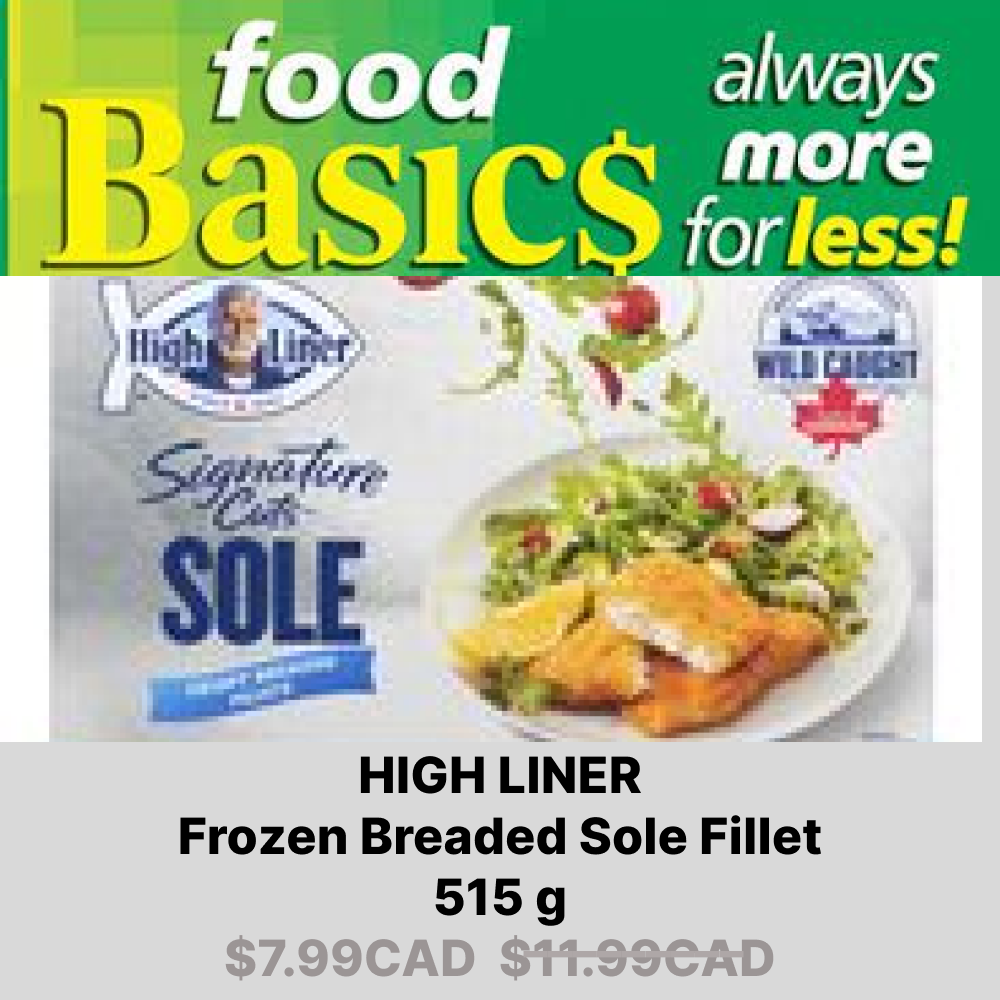 food
Basic$
always
more
for less!
High Liner
WILD CAUGHT
Signature
Cuts
SOLE
HIGH LINER
Frozen Breaded Sole Fillet
515 g
$7.99CAD $11.99CAD